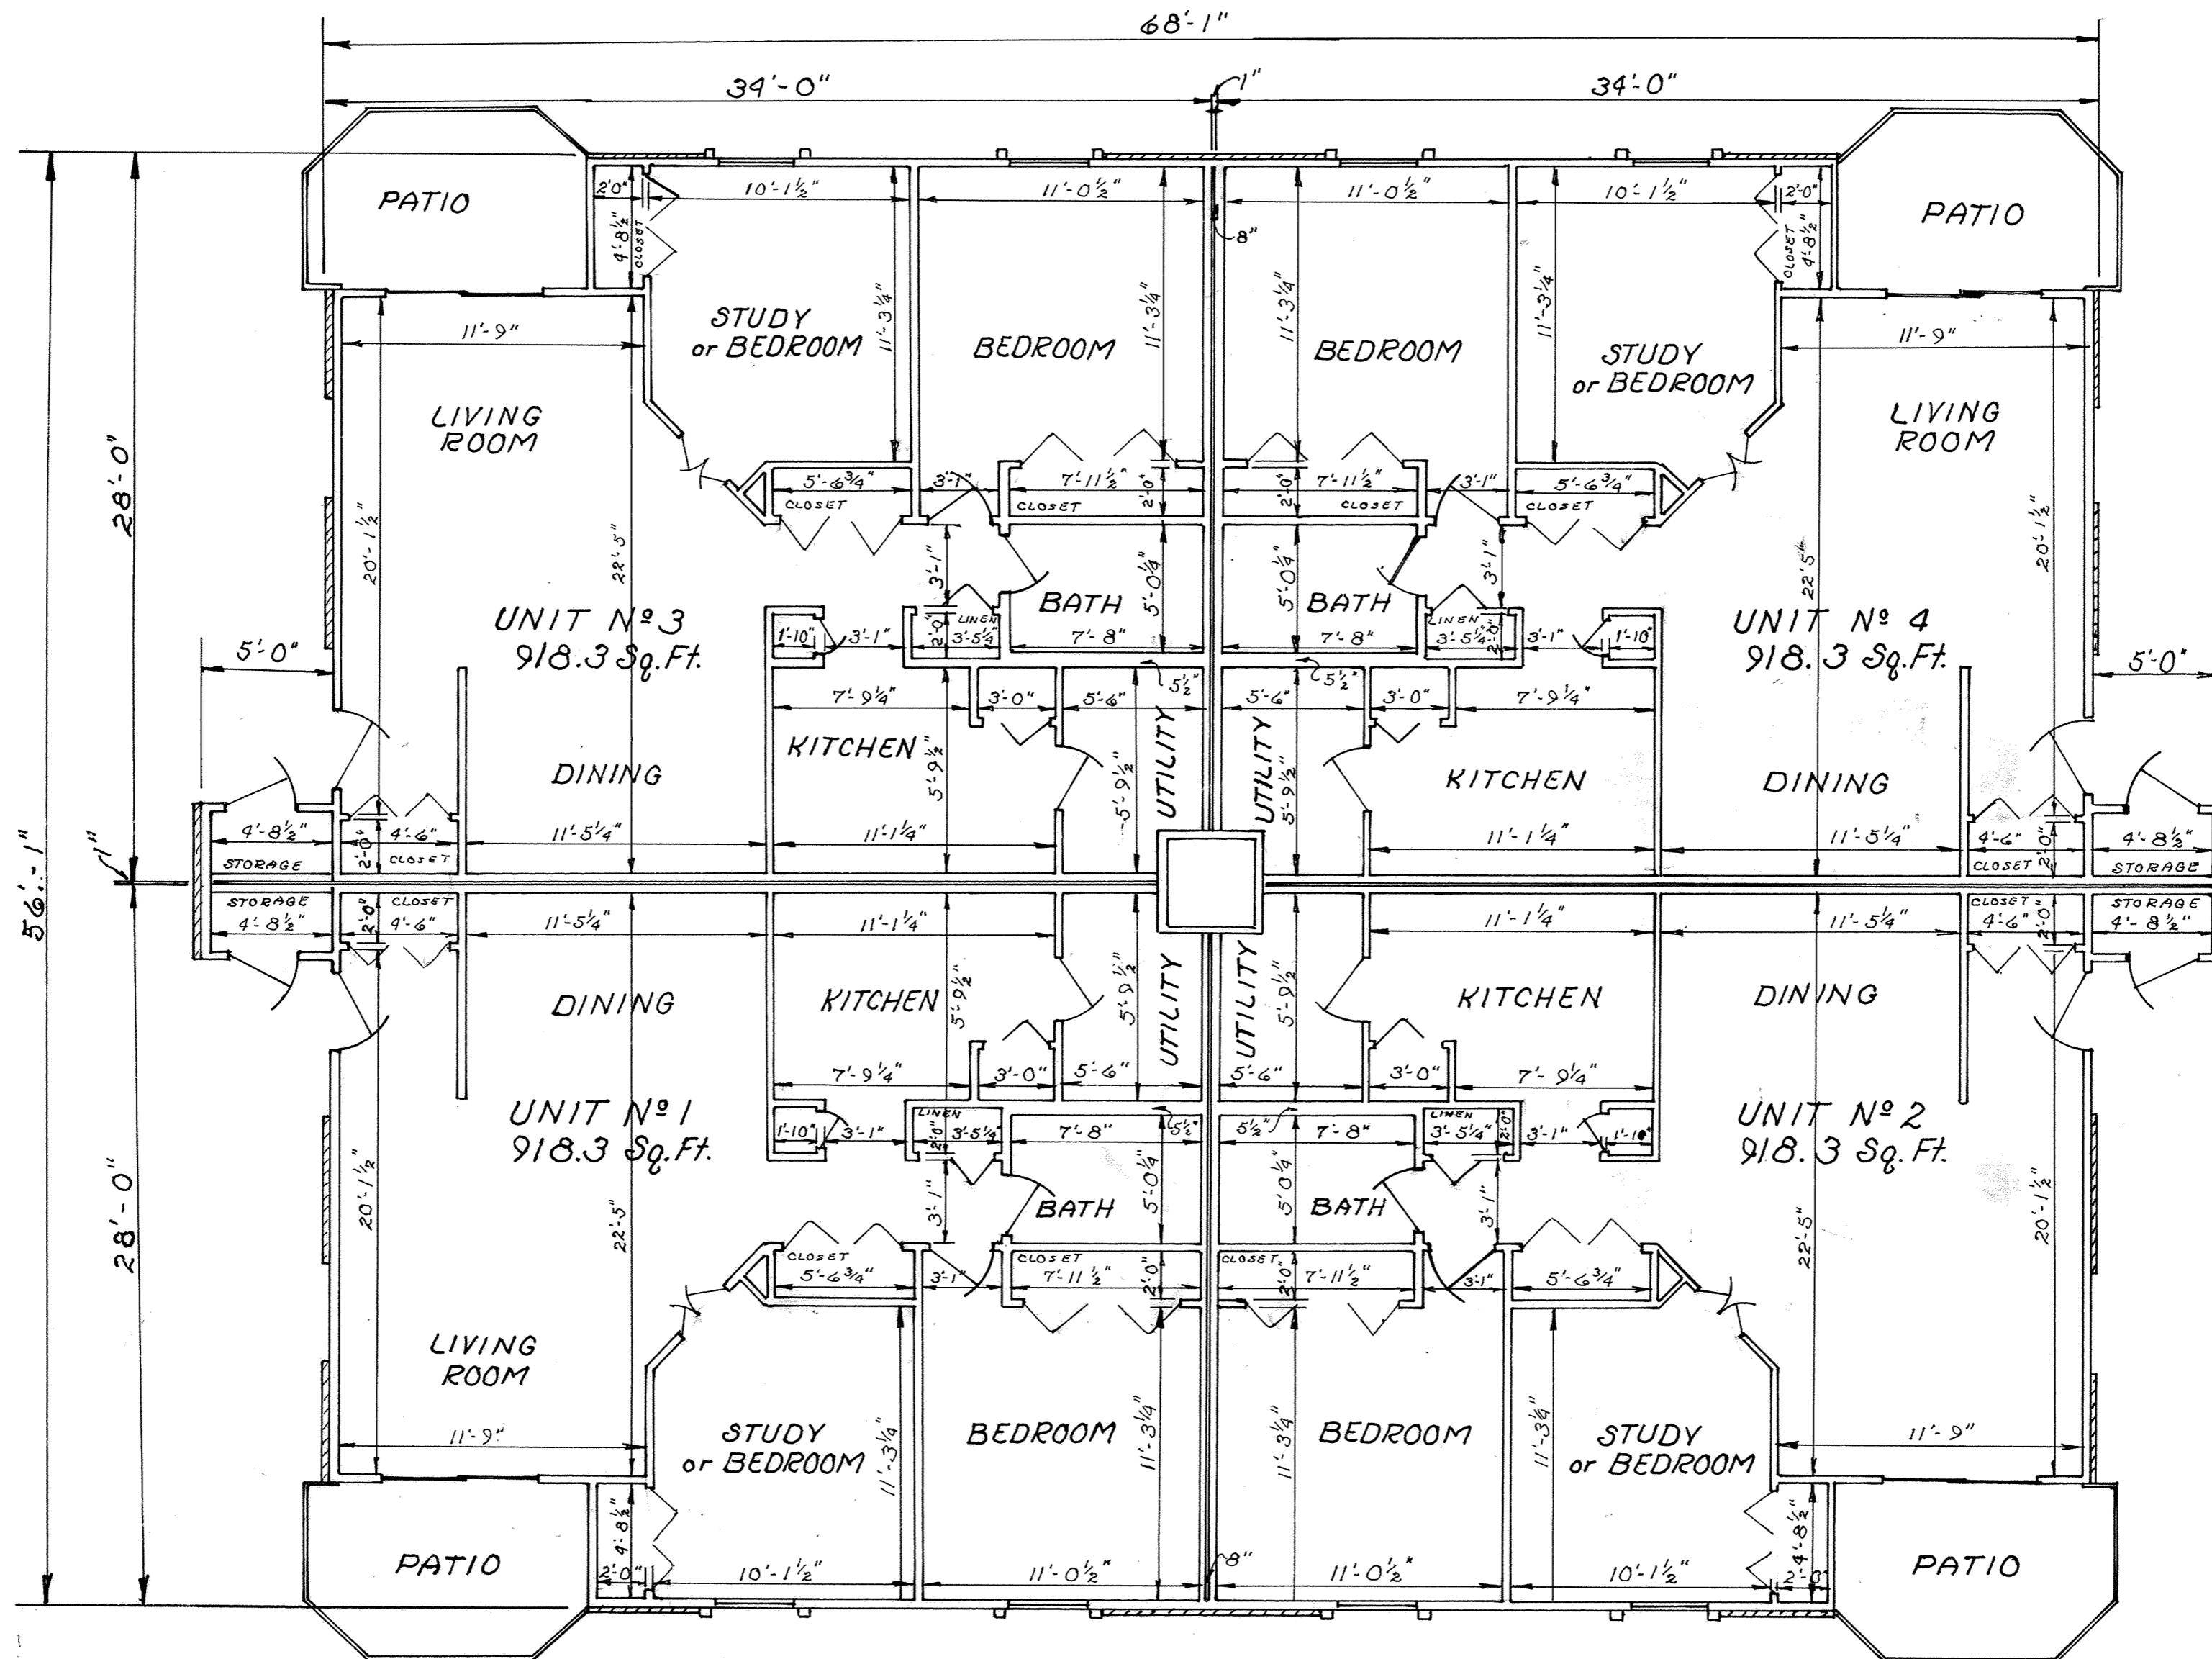 68'-1"
34'-0"
1"
34'-0"
PATIO
2'0"
10'-1½"
11'-0½"
11'-0½"
10'-1½"
2'-0"
PATIO
4'-8½"
CLOSET
8"
CLOSET
4'-8½"
11'-9"
STUDY
or BEDROOM
11'-3¼"
BEDROOM
11'-3¼"
11'-3¼"
BEDROOM
11'-3¼"
STUDY
or BEDROOM
11'-9"
LIVING
ROOM
LIVING
ROOM
28'-0"
5'-6¾"
CLOSET
3'-1"
7'-11½"
CLOSET
2'-0"
2'-0"
7'-11½"
CLOSET
3'-1"
5'-6¾"
CLOSET
20'-1½"
22'-5"
3'-1"
5'-0¼"
5'-0¼"
3'-1"
22'5"
20'-1½"
BATH
BATH
UNIT Nº 3
918.3 Sq.Ft.
1'-10"
3'-1"
2'-0"
LINEN
3'-5¼"
7'-8"
7'-8"
LINEN
3'-5¼"
2'-0"
3'-1"
1'-10"
UNIT Nº 4
918.3 Sq.Ft.
5'-0"
5'-0"
7'-9¼"
3'-0"
5'-6"
5½"
5½"
5'-6"
3'-0"
7'-9¼"
KITCHEN
5'-9½"
5'-9½"
UTILITY
UTILITY
5'-9½"
KITCHEN
DINING
DINING
4'-8½"
STORAGE
2'-0"
4'-6"
CLOSET
11'-5¼"
11'-1¼"
11'-1¼"
11'-5¼"
4'-6"
CLOSET
2'-0"
4'-8½"
STORAGE
56'-1"
1"
STORAGE
4'-8½"
2'-0"
CLOSET
4'-6"
11'-5¼"
11'-1¼"
11'-1¼"
11'-5¼"
CLOSET
4'-6"
2'-0"
STORAGE
4'-8½"
DINING
KITCHEN
5'-9½"
5'-9½"
UTILITY
UTILITY
5'-9½"
KITCHEN
DINING
7'-9¼"
3'-0"
5'-6"
5'-6"
3'-0"
7'-9¼"
UNIT Nº 1
918.3 Sq.Ft.
1'-10"
3'-1"
LINEN
2'-0"
3'-5¼"
7'-8"
5½"
5½"
7'-8"
LINEN
3'-5¼"
2'-0"
3'-1"
1'-10"
UNIT Nº 2
918.3 Sq.Ft.
28'-0"
20'-1½"
22'-5"
3'-1"
BATH
5'-0¼"
5'0¼"
BATH
3'-1"
22'-5"
20'-1½"
CLOSET
5'-6¾"
3'-1"
CLOSET
7'-11½"
2'-0"
CLOSET
2'-0"
7'-11½"
3'-1"
5'-6¾"
LIVING
ROOM
11'-9"
STUDY
or BEDROOM
11'-3¼"
BEDROOM
11'-3¼"
11'-3¼"
BEDROOM
11'-3¼"
STUDY
or BEDROOM
11'-9"
PATIO
4'-8½"
2'-0"
10'-1½"
11'-0½"
8"
11'-0½"
10'-1½"
4'-8½"
2'-0"
PATIO